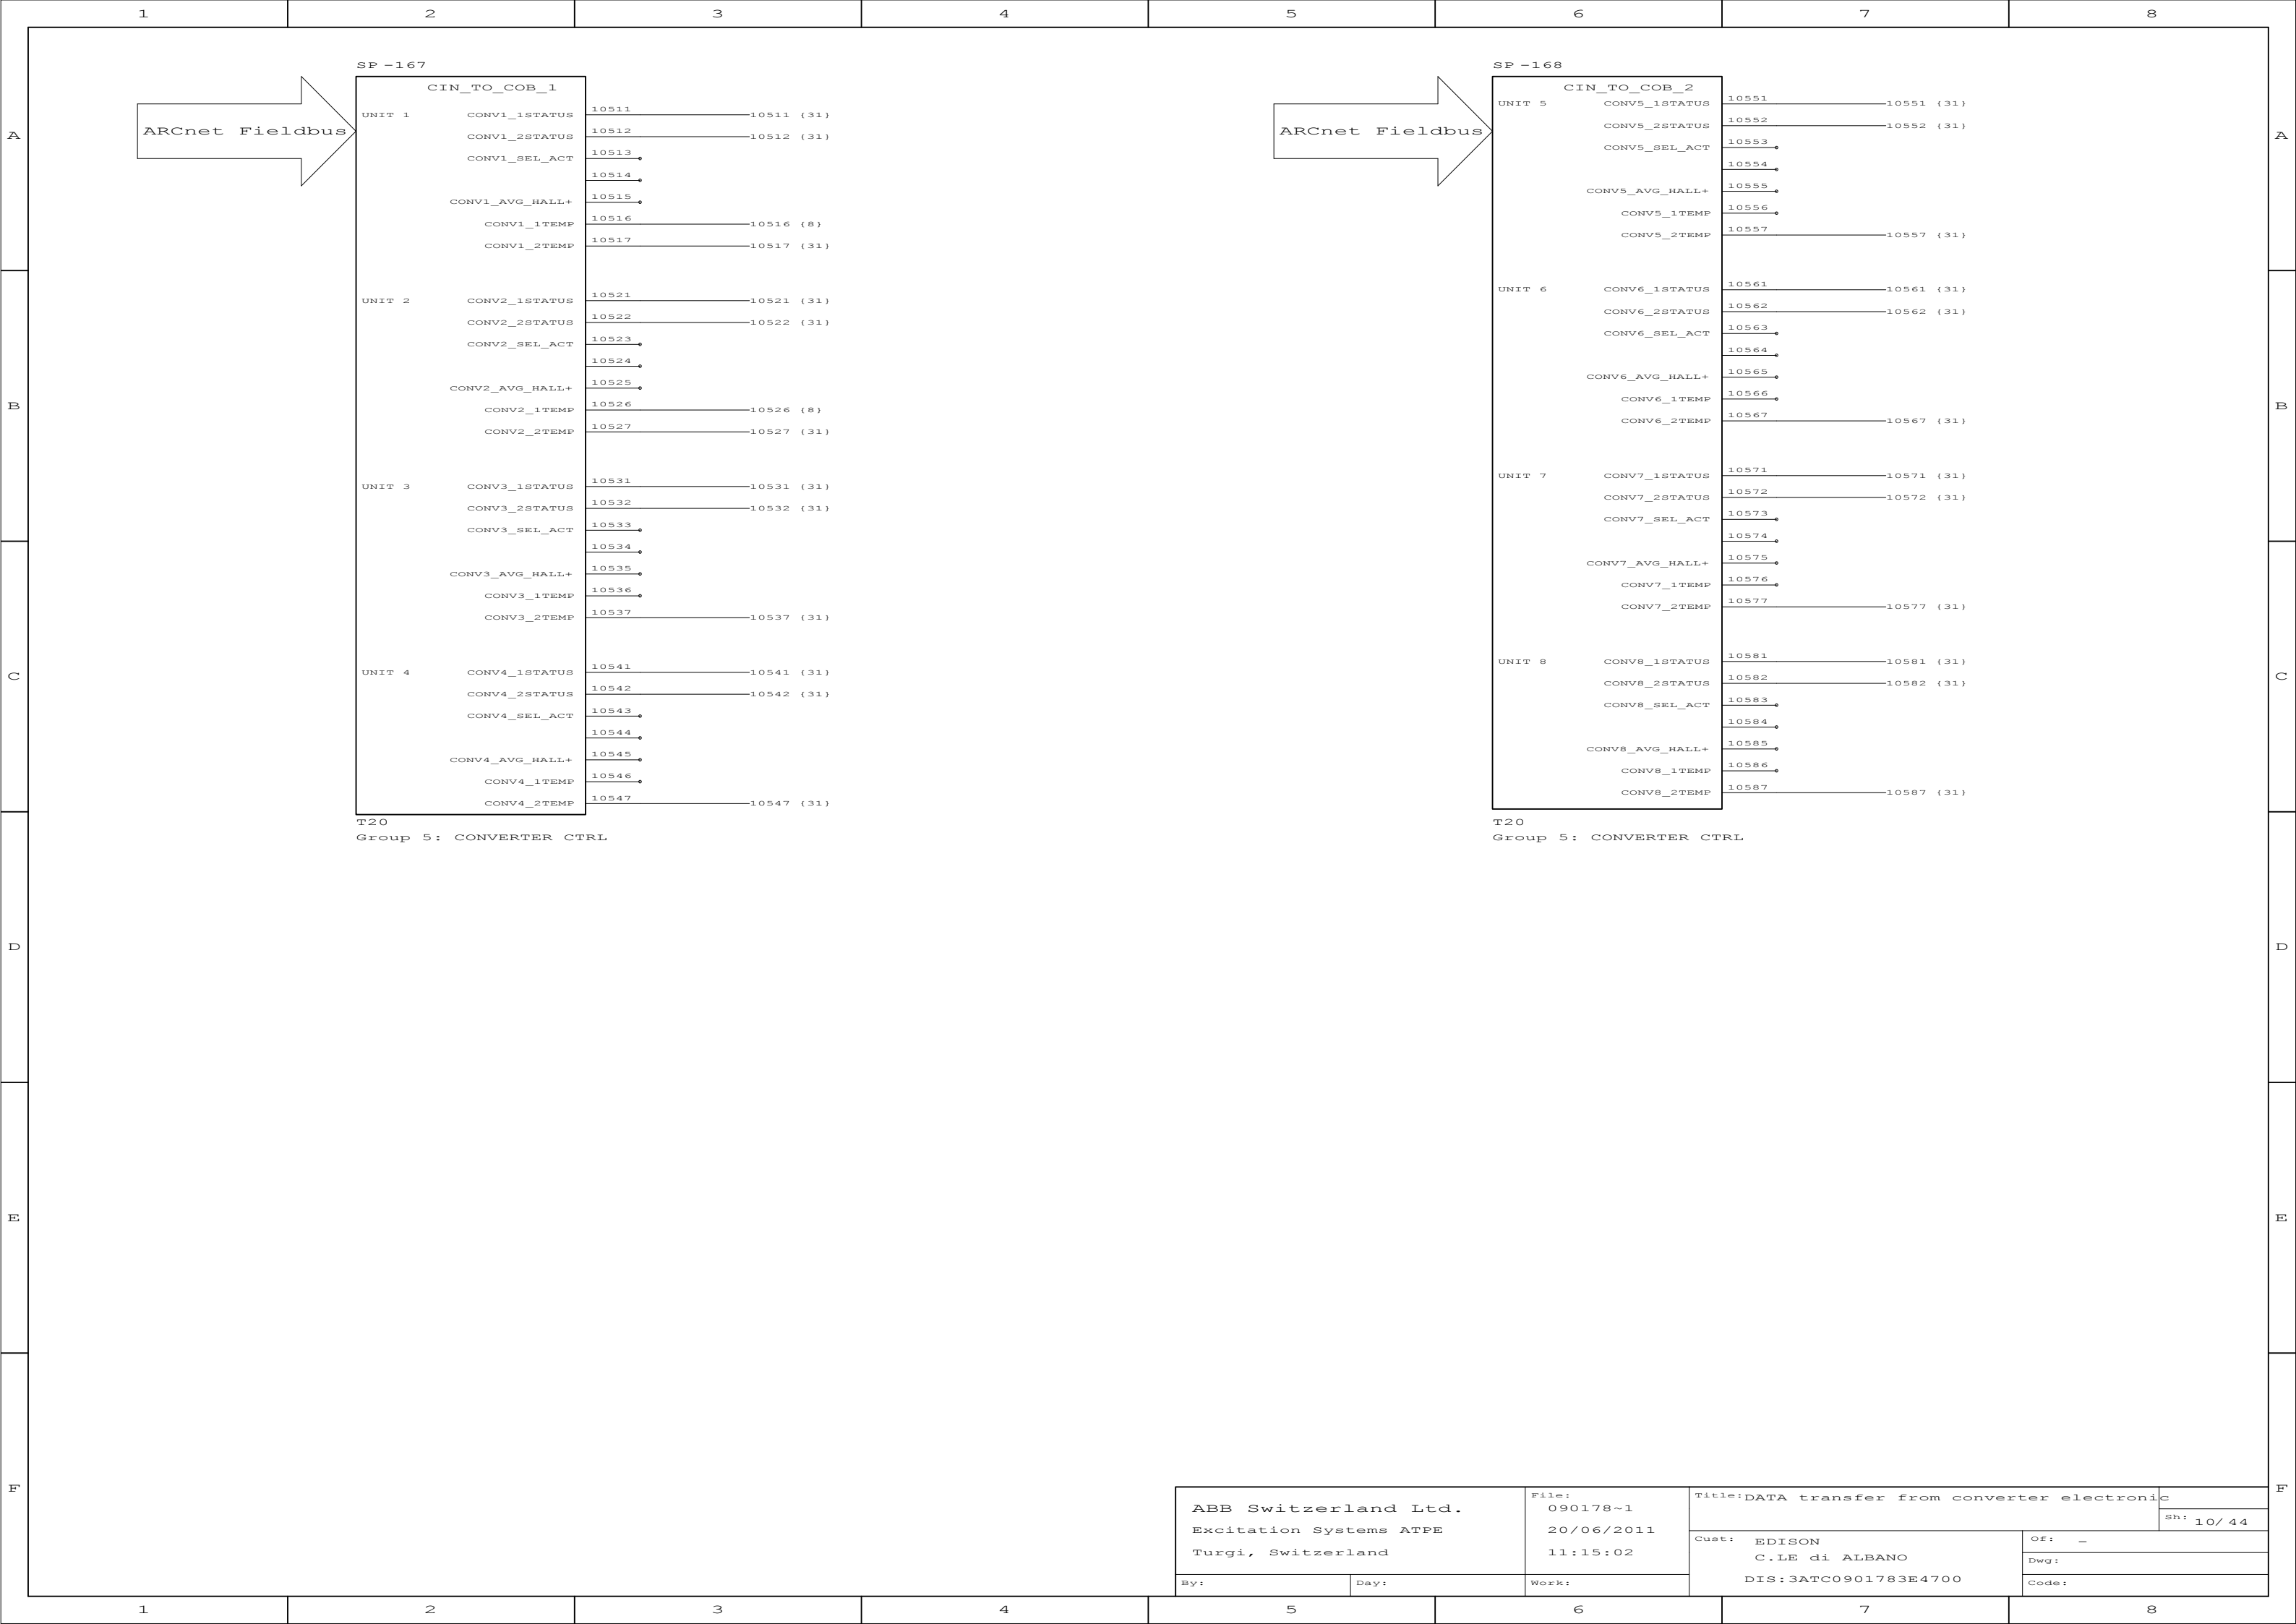 1 2 3 4 5 6 7 8
A A
B B
C C
D D
E E
F F
SP -167
CIN_TO_COB_1
ARCnet Fieldbus
UNIT 1 CONV1_1STATUS 10511 10511 (31)
CONV1_2STATUS 10512 10512 (31)
CONV1_SEL_ACT 10513
10514
CONV1_AVG_HALL+ 10515
CONV1_1TEMP 10516 10516 (8)
CONV1_2TEMP 10517 10517 (31)
UNIT 2 CONV2_1STATUS 10521 10521 (31)
CONV2_2STATUS 10522 10522 (31)
CONV2_SEL_ACT 10523
10524
CONV2_AVG_HALL+ 10525
CONV2_1TEMP 10526 10526 (8)
CONV2_2TEMP 10527 10527 (31)
UNIT 3 CONV3_1STATUS 10531 10531 (31)
CONV3_2STATUS 10532 10532 (31)
CONV3_SEL_ACT 10533
10534
CONV3_AVG_HALL+ 10535
CONV3_1TEMP 10536
CONV3_2TEMP 10537 10537 (31)
UNIT 4 CONV4_1STATUS 10541 10541 (31)
CONV4_2STATUS 10542 10542 (31)
CONV4_SEL_ACT 10543
10544
CONV4_AVG_HALL+ 10545
CONV4_1TEMP 10546
CONV4_2TEMP 10547 10547 (31)
T20
Group 5: CONVERTER CTRL
SP -168
CIN_TO_COB_2
ARCnet Fieldbus
UNIT 5 CONV5_1STATUS 10551 10551 (31)
CONV5_2STATUS 10552 10552 (31)
CONV5_SEL_ACT 10553
10554
CONV5_AVG_HALL+ 10555
CONV5_1TEMP 10556
CONV5_2TEMP 10557 10557 (31)
UNIT 6 CONV6_1STATUS 10561 10561 (31)
CONV6_2STATUS 10562 10562 (31)
CONV6_SEL_ACT 10563
10564
CONV6_AVG_HALL+ 10565
CONV6_1TEMP 10566
CONV6_2TEMP 10567 10567 (31)
UNIT 7 CONV7_1STATUS 10571 10571 (31)
CONV7_2STATUS 10572 10572 (31)
CONV7_SEL_ACT 10573
10574
CONV7_AVG_HALL+ 10575
CONV7_1TEMP 10576
CONV7_2TEMP 10577 10577 (31)
UNIT 8 CONV8_1STATUS 10581 10581 (31)
CONV8_2STATUS 10582 10582 (31)
CONV8_SEL_ACT 10583
10584
CONV8_AVG_HALL+ 10585
CONV8_1TEMP 10586
CONV8_2TEMP 10587 10587 (31)
T20
Group 5: CONVERTER CTRL
ABB Switzerland Ltd.
Excitation Systems ATPE
Turgi, Switzerland
By: Day:
File:
090178~1
20/06/2011
11:15:02
Work:
Title: DATA transfer from converter electronic
Sh: 10/ 44
Cust: EDISON
C.LE di ALBANO
DIS:3ATC0901783E4700
Of: _
Dwg:
Code:
1 2 3 4 5 6 7 8